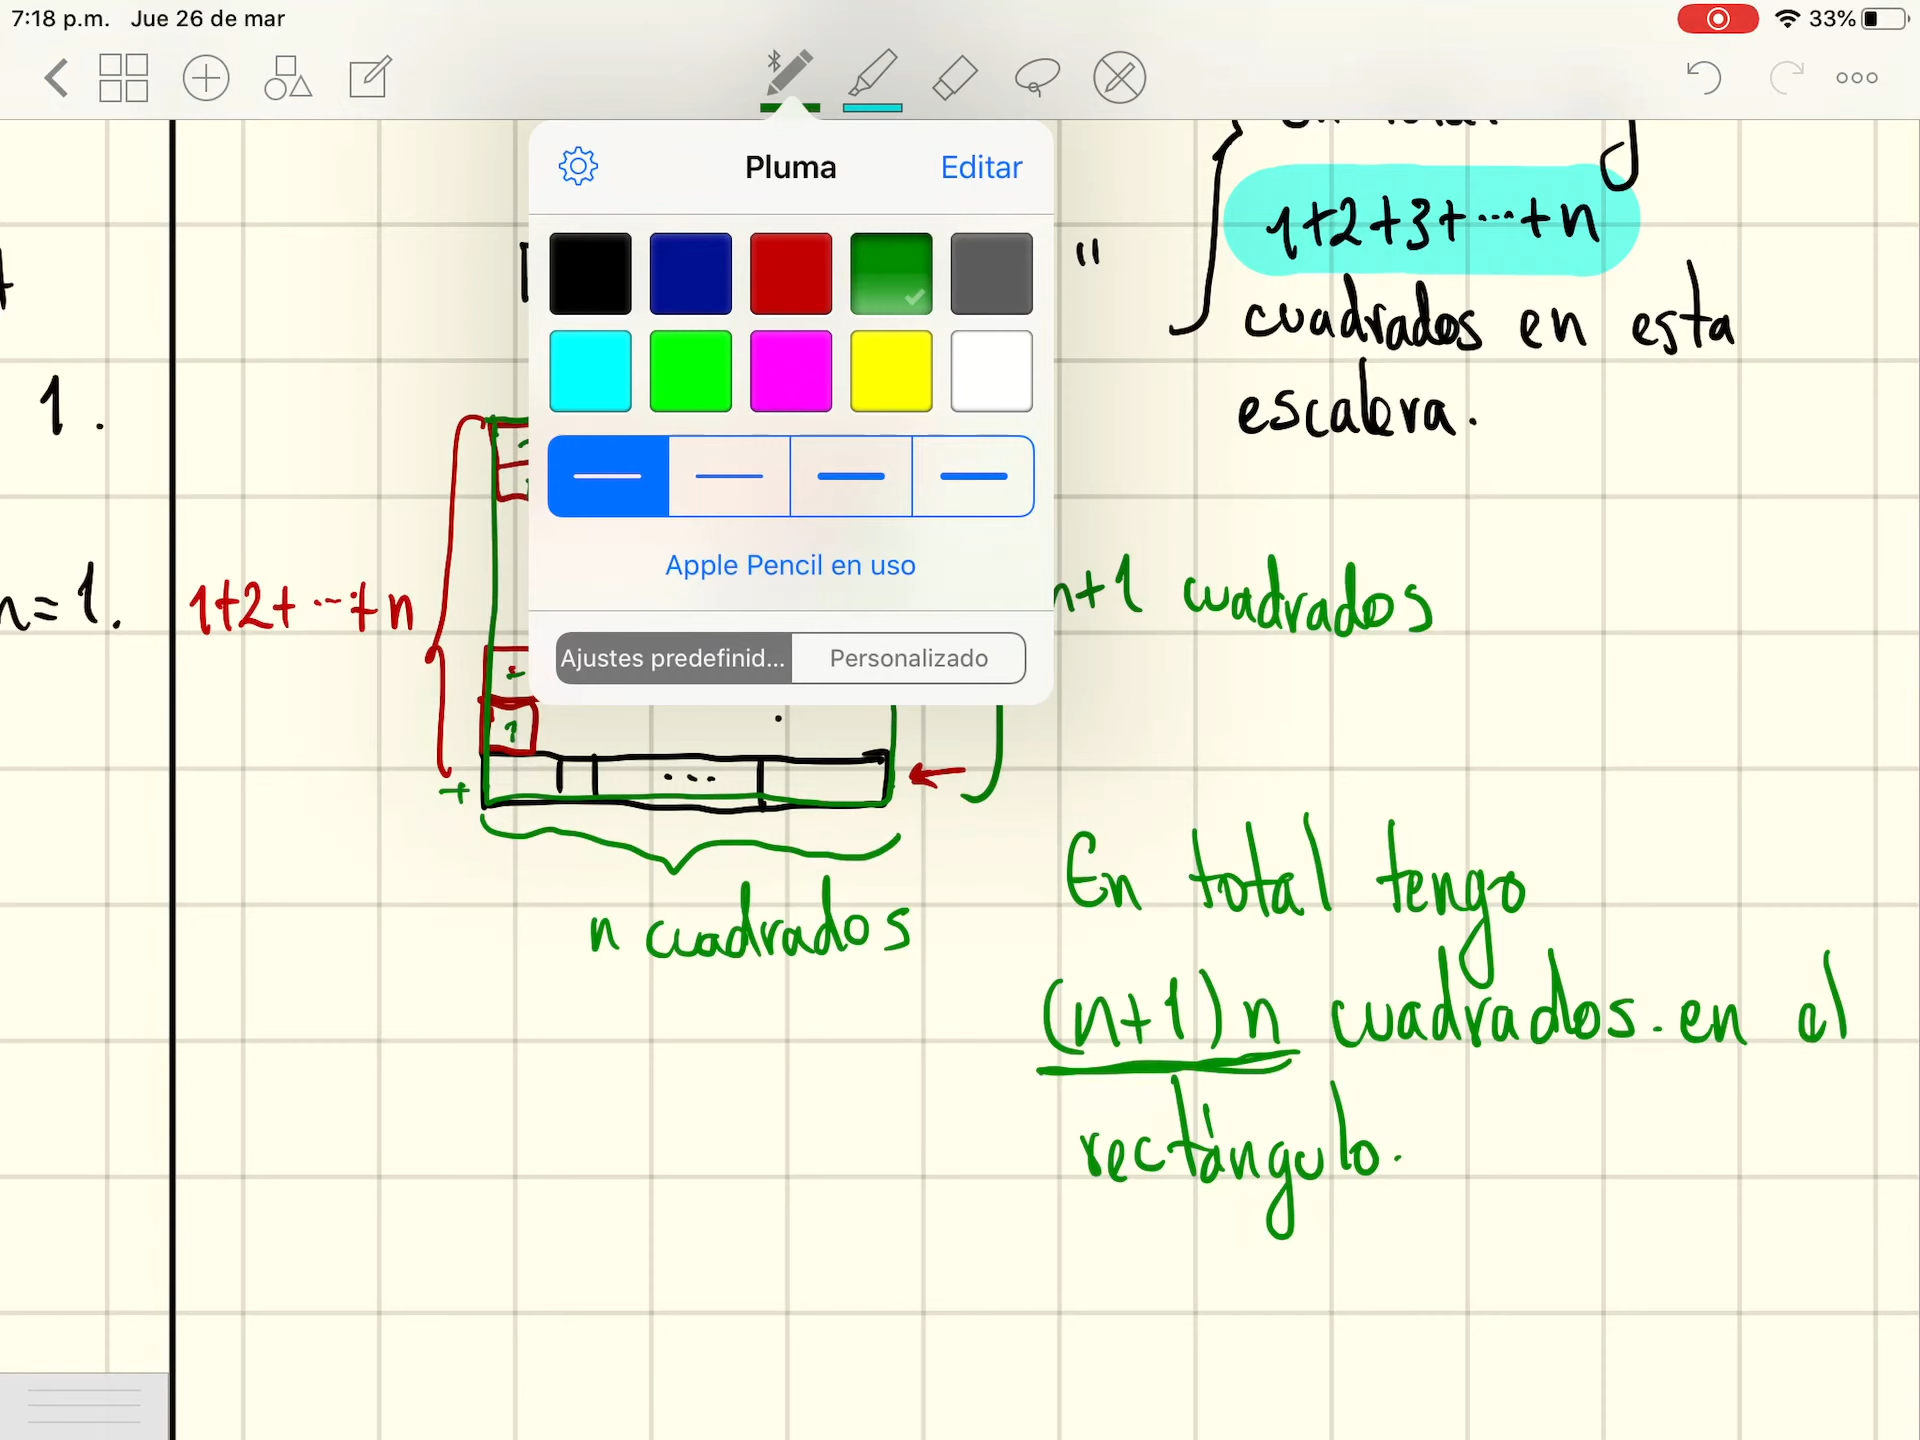 7:18 p.m. Jue 26 de mar
33%
Pluma
Editar
Apple Pencil en uso
Ajustes predefinid...
Personalizado
1+2+3+...+n
cuadrados en esta
escalera.
1.
n=1.
1+2+...+n
n+1 cuadrados
...
n cuadrados
En total tengo
(n+1)n cuadrados. en el
rectángulo.